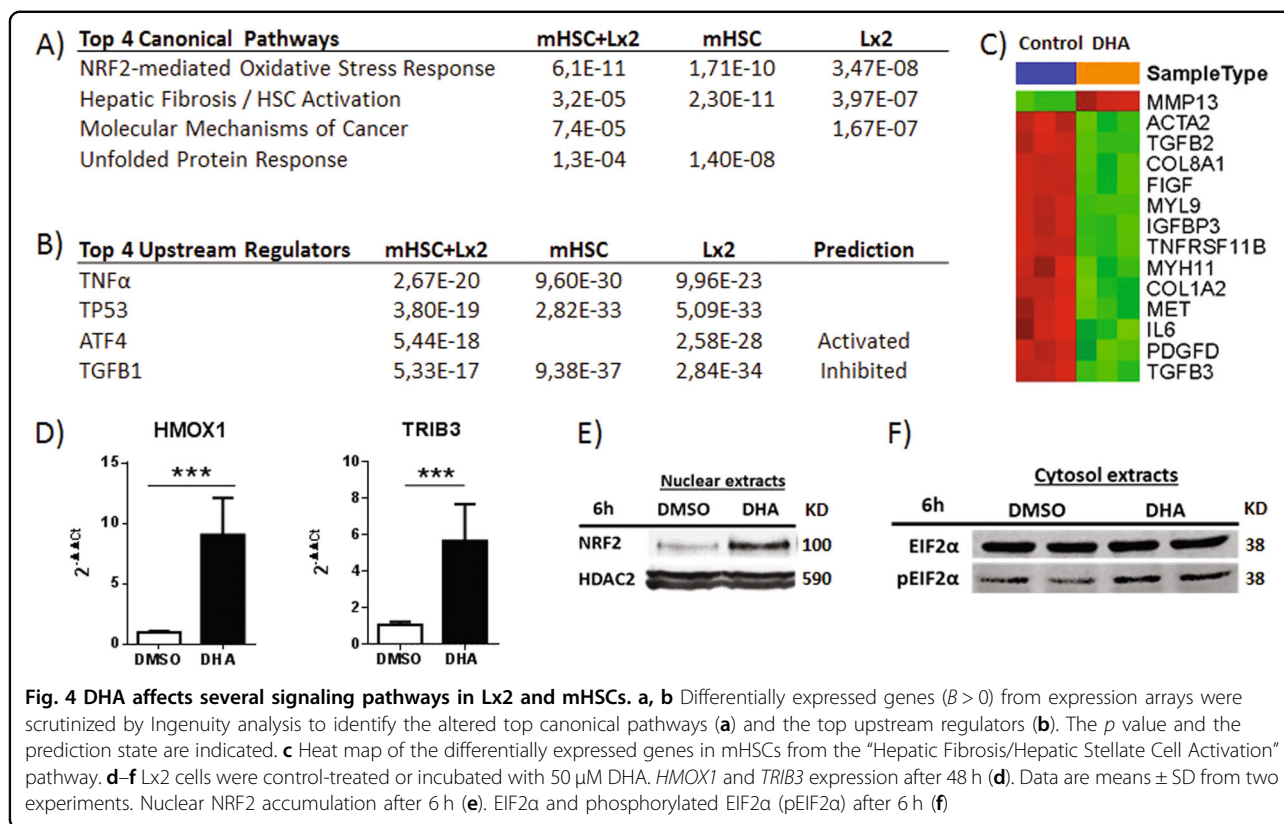 A)
Top 4 Canonical Pathways mHSC+Lx2 mHSC Lx2
NRF2-mediated Oxidative Stress Response 6,1E-11 1,71E-10 3,47E-08
Hepatic Fibrosis / HSC Activation 3,2E-05 2,30E-11 3,97E-07
Molecular Mechanisms of Cancer 7,4E-05 1,67E-07
Unfolded Protein Response 1,3E-04 1,40E-08
B)
Top 4 Upstream Regulators mHSC+Lx2 mHSC Lx2 Prediction
TNFα 2,67E-20 9,60E-30 9,96E-23
TP53 3,80E-19 2,82E-33 5,09E-33
ATF4 5,44E-18 2,58E-28 Activated
TGFB1 5,33E-17 9,38E-37 2,84E-34 Inhibited
C)
Control DHA
SampleType
MMP13
ACTA2
TGFB2
COL8A1
FIGF
MYL9
IGFBP3
TNFRSF11B
MYH11
COL1A2
MET
IL6
PDGFD
TGFB3
D)
HMOX1
2^-▲▲Ct
15
10
5
0
***
DMSO DHA
TRIB3
2^-▲▲Ct
10
8
6
4
2
0
***
DMSO DHA
E)
Nuclear extracts
6h DMSO DHA KD
NRF2 100
HDAC2 590
F)
Cytosol extracts
6h DMSO DHA KD
EIF2α 38
pEIF2α 38
Fig. 4 DHA affects several signaling pathways in Lx2 and mHSCs. a, b Differentially expressed genes (B > 0) from expression arrays were
scrutinized by Ingenuity analysis to identify the altered top canonical pathways (a) and the top upstream regulators (b). The p value and the
prediction state are indicated. c Heat map of the differentially expressed genes in mHSCs from the “Hepatic Fibrosis/Hepatic Stellate Cell Activation”
pathway. d–f Lx2 cells were control-treated or incubated with 50 µM DHA. HMOX1 and TRIB3 expression after 48 h (d). Data are means ± SD from two
experiments. Nuclear NRF2 accumulation after 6 h (e). EIF2α and phosphorylated EIF2α (pEIF2α) after 6 h (f)